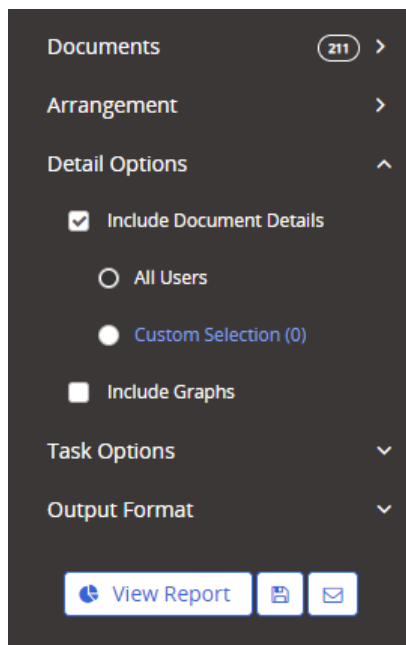 Documents 211
Arrangement
Detail Options
Include Document Details
All Users
Custom Selection (0)
Include Graphs
Task Options
Output Format
View Report